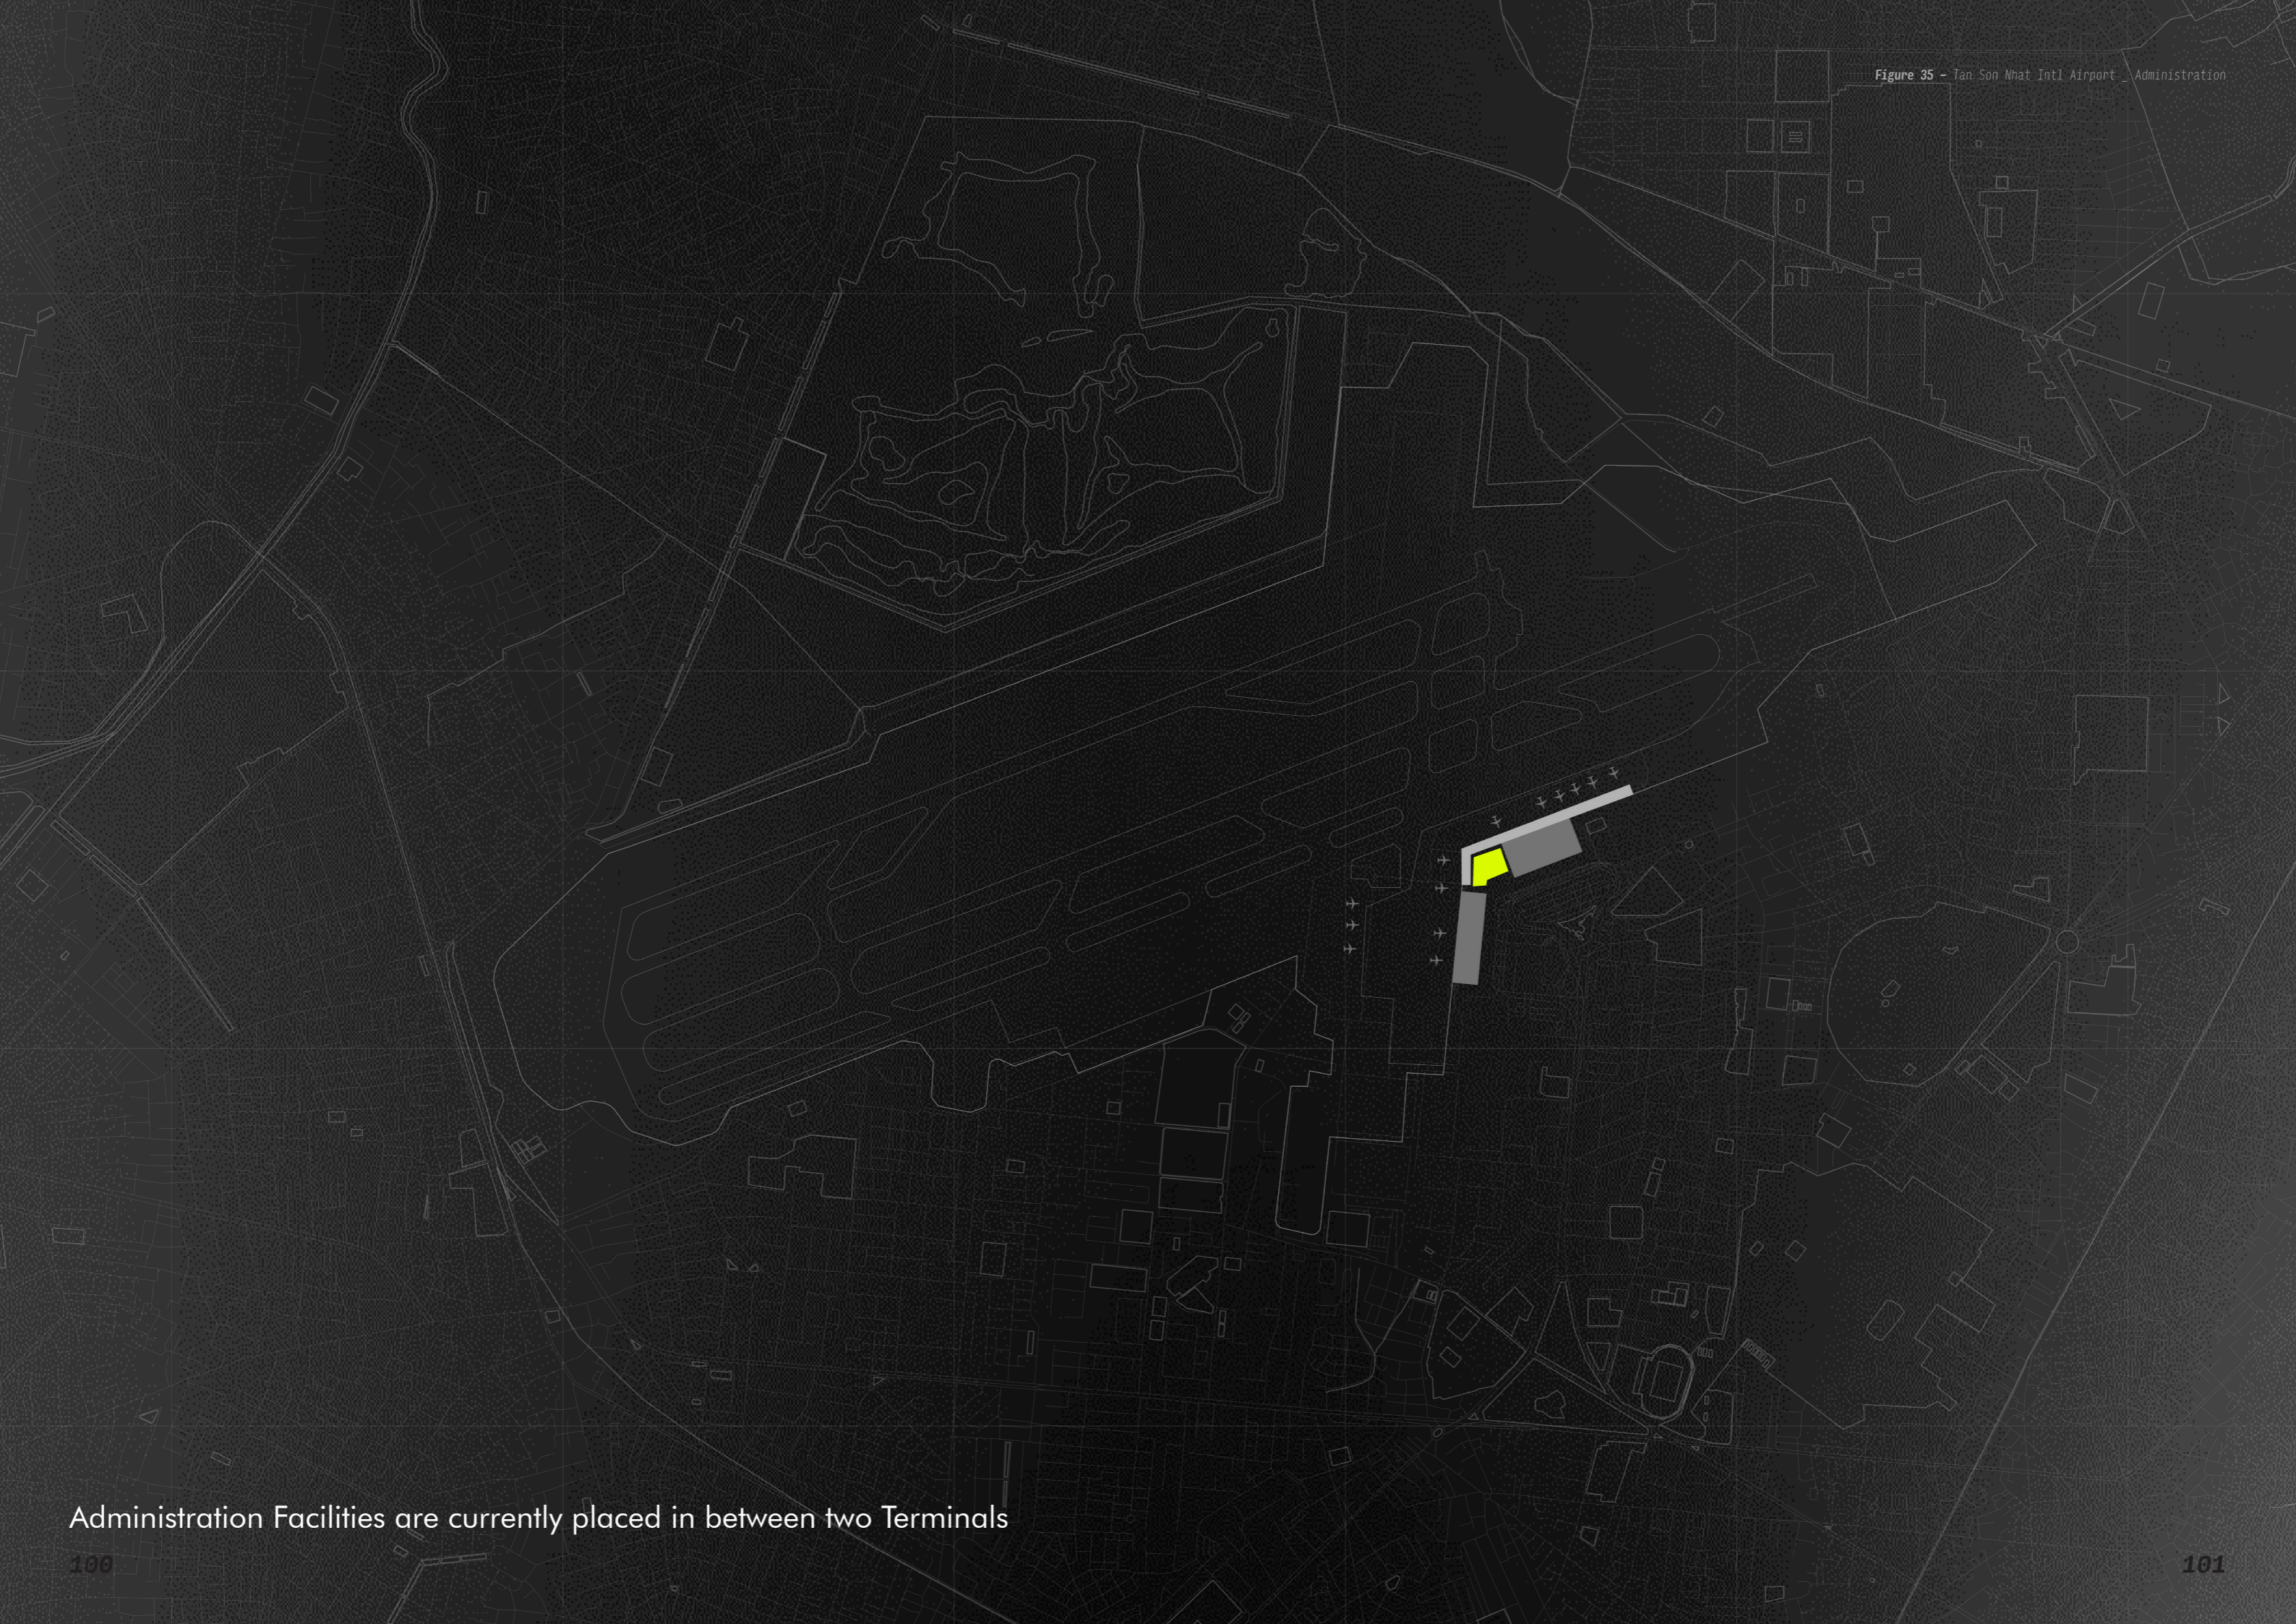 Figure 35 - Tan Son Nhat Intl Airport _ Administration
Administration Facilities are currently placed in between two Terminals
100
101